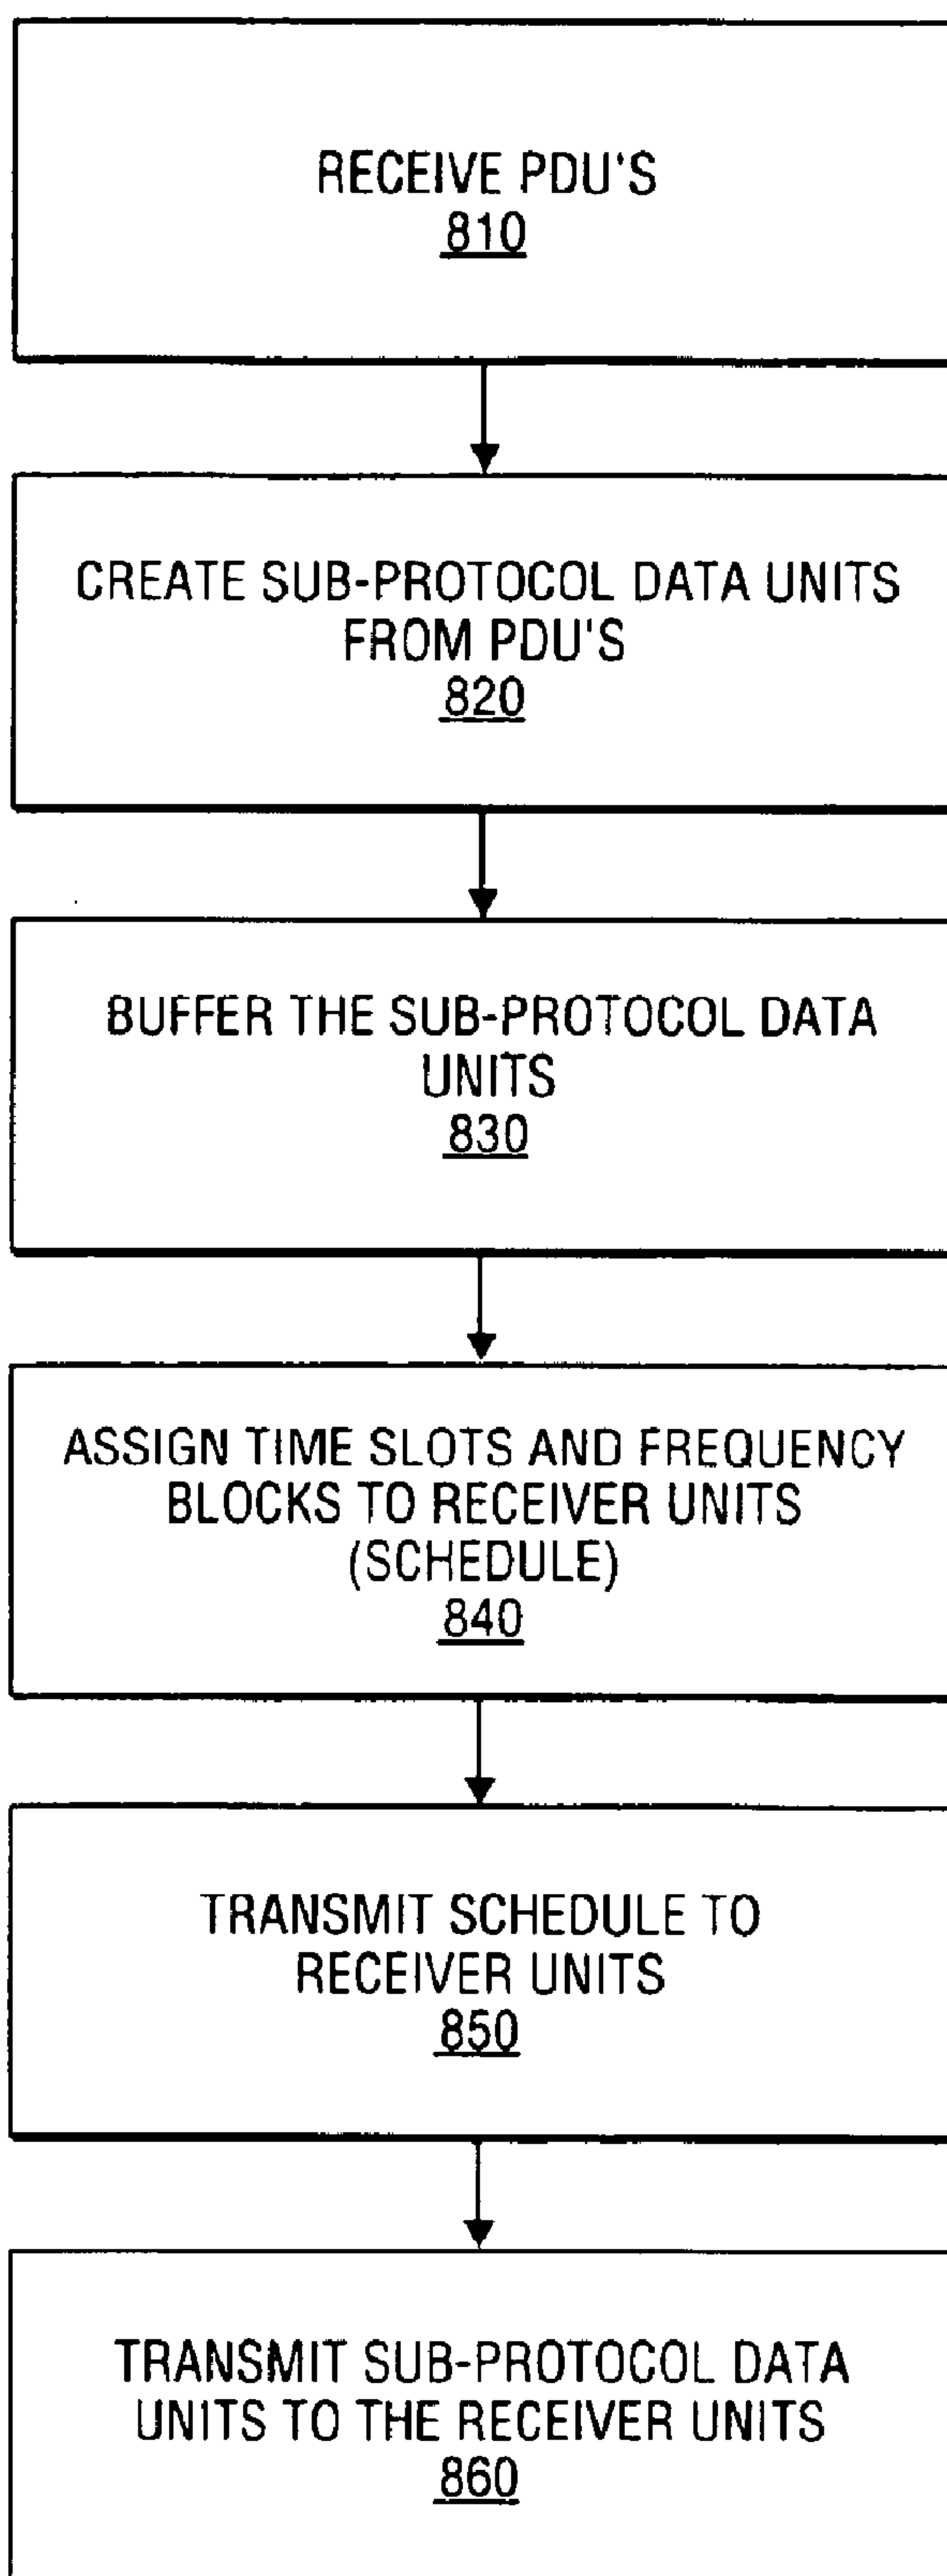 RECEIVE PDU'S
810
CREATE SUB-PROTOCOL DATA UNITS
FROM PDU'S
820
BUFFER THE SUB-PROTOCOL DATA
UNITS
830
ASSIGN TIME SLOTS AND FREQUENCY
BLOCKS TO RECEIVER UNITS
(SCHEDULE)
840
TRANSMIT SCHEDULE TO
RECEIVER UNITS
850
TRANSMIT SUB-PROTOCOL DATA
UNITS TO THE RECEIVER UNITS
860